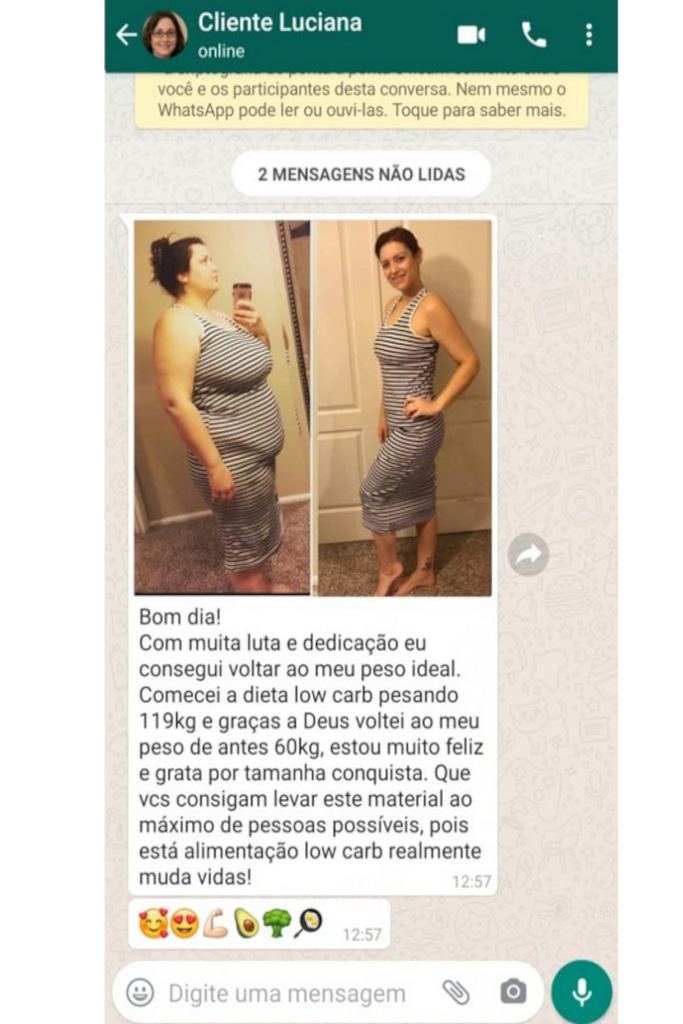 Cliente Luciana
online
você e os participantes desta conversa. Nem mesmo o
WhatsApp pode ler ou ouvi-las. Toque para saber mais.
2 MENSAGENS NÃO LIDAS
Bom dia!
Com muita luta e dedicação eu
consegui voltar ao meu peso ideal.
Comecei a dieta low carb pesando
119kg e graças a Deus voltei ao meu
peso de antes 60kg, estou muito feliz
e grata por tamanha conquista. Que
vcs consigam levar este material ao
máximo de pessoas possíveis, pois
está alimentação low carb realmente
muda vidas!
12:57
🥰😍💪🏻🥑🥦🍳 12:57
Digite uma mensagem